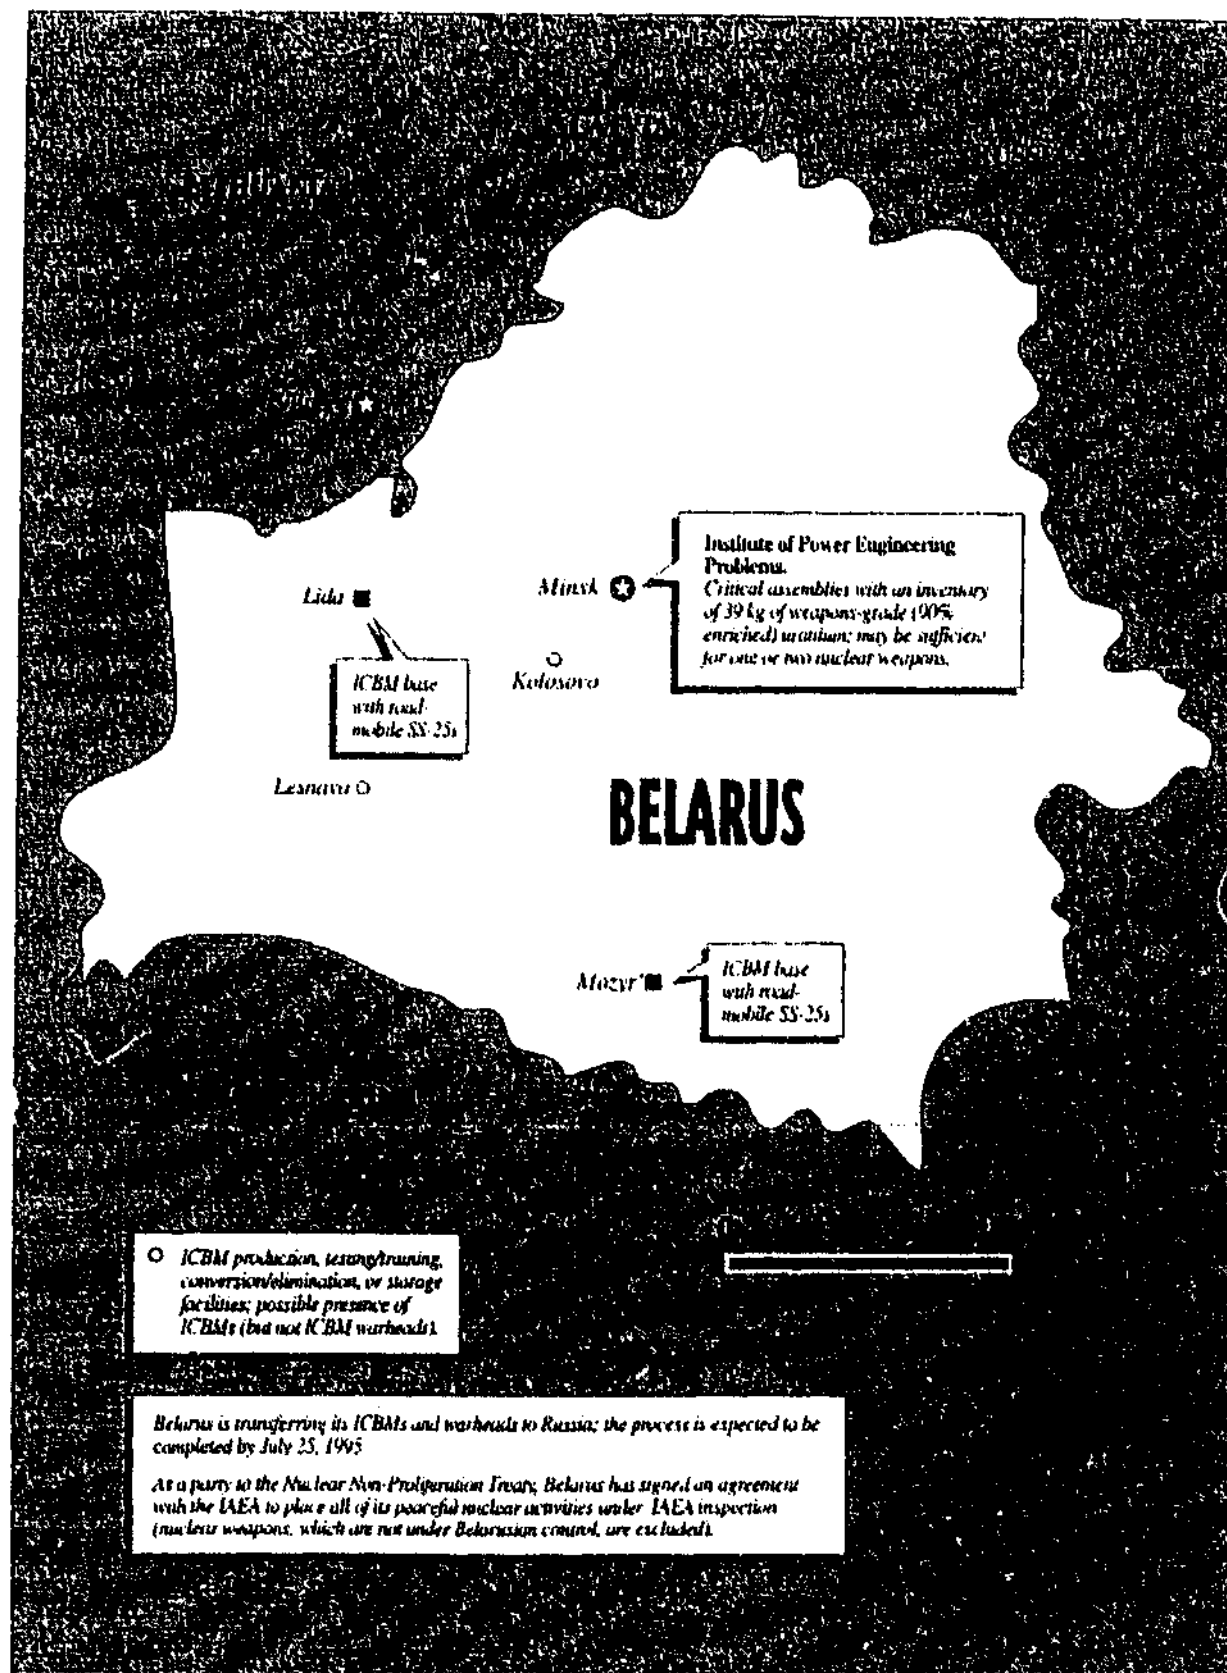 Institute of Power Engineering
Problems.
Critical assemblies with an inventory
of 39 kg of weapons-grade (90%
enriched) uranium; may be sufficient
for one or two nuclear weapons.
Minsk
Lida
Kolosovo
ICBM base
with road-
mobile SS-25s
Lesnaya
BELARUS
Mozyr'
ICBM base
with road-
mobile SS-25s
ICBM production, testing/training,
conversion/elimination, or storage
facilities; possible presence of
ICBMs (but not ICBM warheads).
Belarus is transferring its ICBMs and warheads to Russia; the process is expected to be
completed by July 25, 1995
As a party to the Nuclear Non-Proliferation Treaty, Belarus has signed an agreement
with the IAEA to place all of its peaceful nuclear activities under IAEA inspection
(nuclear weapons, which are not under Belarusian control, are excluded).